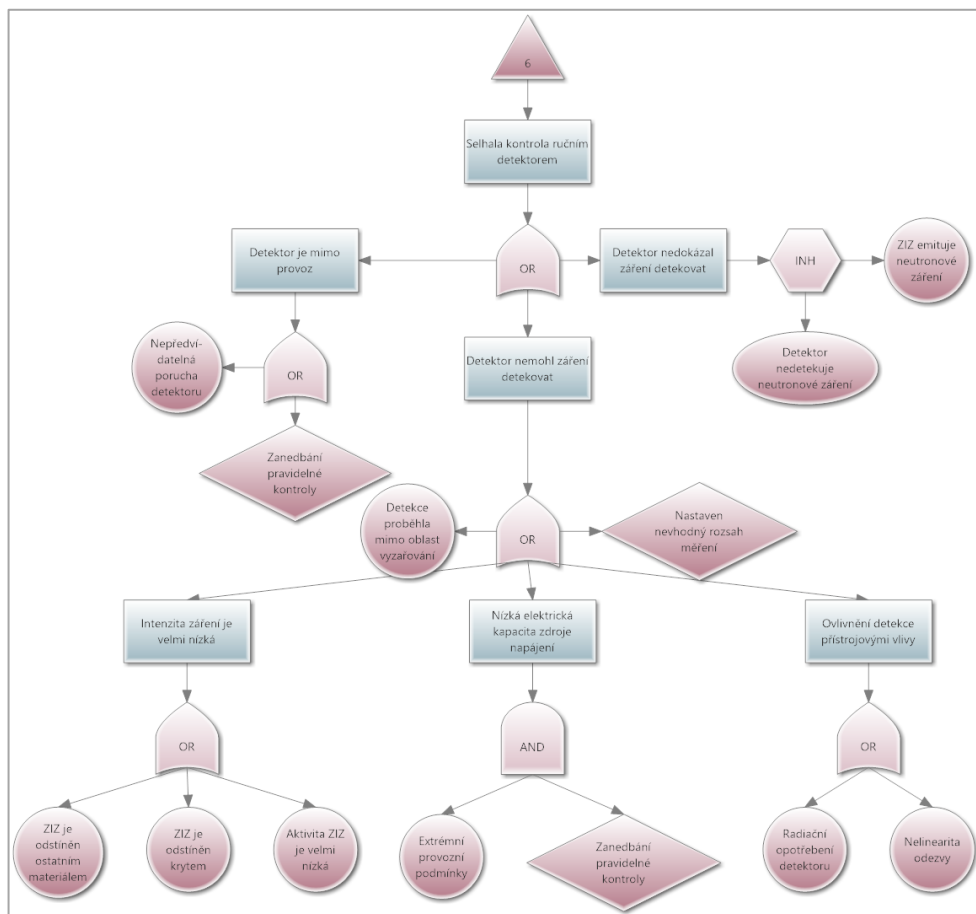 6
Selhala kontrola ručním
detektorem
Detektor je mimo
provoz
OR
Detektor nedokázal
záření detekovat
INH
ZIZ emituje
neutronové
záření
Nepředví-
datelná
porucha
detektoru
OR
Detektor nemohl záření
detekovat
Detektor
nedetekuje
neutronové záření
Zanedbání
pravidelné
kontroly
Detekce
proběhla
mimo oblast
vyzařování
OR
Nastaven
nevhodný rozsah
měření
Intenzita záření je
velmi nízká
Nízká elektrická
kapacita zdroje
napájení
Ovlivnění detekce
přístrojovými vlivy
OR
AND
OR
ZIZ je
odstíněn
ostatním
materiálem
ZIZ je
odstíněn
krytem
Aktivita ZIZ
je velmi
nízká
Extrémní
provozní
podmínky
Zanedbání
pravidelné
kontroly
Radiační
opotřebení
detektoru
Nelinearita
odezvy